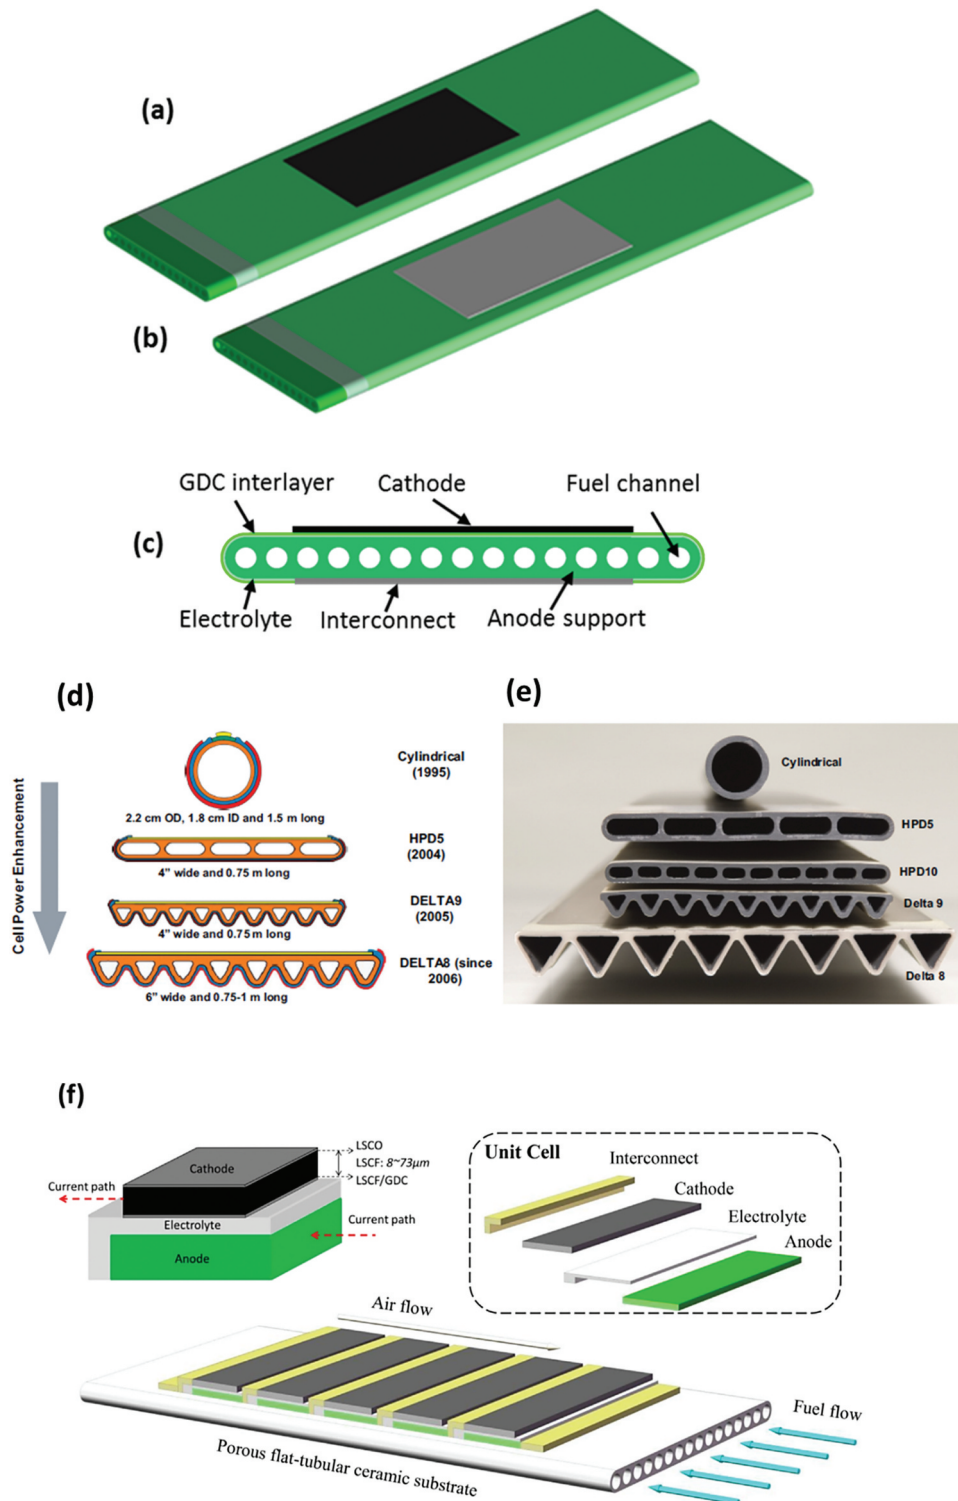 (a)
(b)
GDC interlayer
Cathode
Fuel channel
(c)
Electrolyte
Interconnect
Anode support
(d)
(e)
Cell Power Enhancement
Cylindrical
(1995)
2.2 cm OD, 1.8 cm ID and 1.5 m long
HPD5
(2004)
4" wide and 0.75 m long
DELTA9
(2005)
4" wide and 0.75 m long
DELTA8 (since
2006)
6" wide and 0.75-1 m long
Cylindrical
HPD5
HPD10
Delta 9
Delta 8
(f)
Cathode
LSCO
LSCF: 8~73μm
LSCF/GDC
Current path
Electrolyte
Current path
Anode
Unit Cell
Interconnect
Cathode
Electrolyte
Anode
Air flow
Fuel flow
Porous flat-tubular ceramic substrate